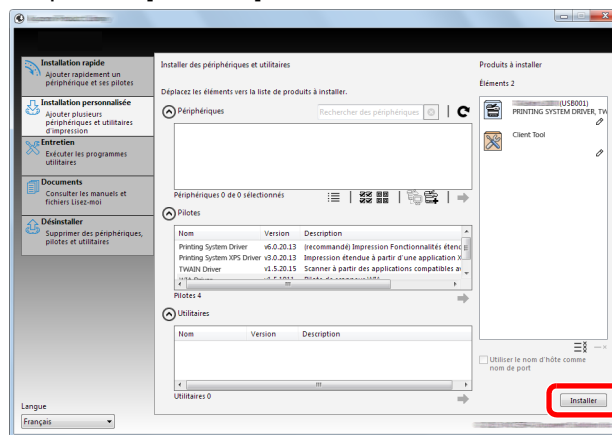 Installation rapide
Ajouter rapidement un
périphérique et ses pilotes
Installation personnalisée
Ajouter plusieurs
périphériques et utilitaires
d'impression
Entretien
Exécuter les programmes
utilitaires
Documents
Consulter les manuels et
fichiers Lisez-moi
Désinstaller
Supprimer des périphériques,
pilotes et utilitaires
Langue
Français
Installer des périphériques et utilitaires
Déplacez les éléments vers la liste de produits à installer.
Périphériques
Rechercher des périphériques
Périphériques 0 de 0 sélectionnés
Pilotes
Nom Version Description
Printing System Driver v6.0.20.13 (recommandé) Impression Fonctionnalités étend
Printing System XPS Driver v3.0.20.13 Impression étendue à partir d'une application X
TWAIN Driver v1.5.20.15 Scanner à partir des applications compatibles a
Pilotes 4
Utilitaires
Nom Version Description
Utilitaires 0
Produits à installer
Éléments 2
(USB001)
PRINTING SYSTEM DRIVER, TW
Client Tool
Utiliser le nom d'hôte comme
nom de port
Installer